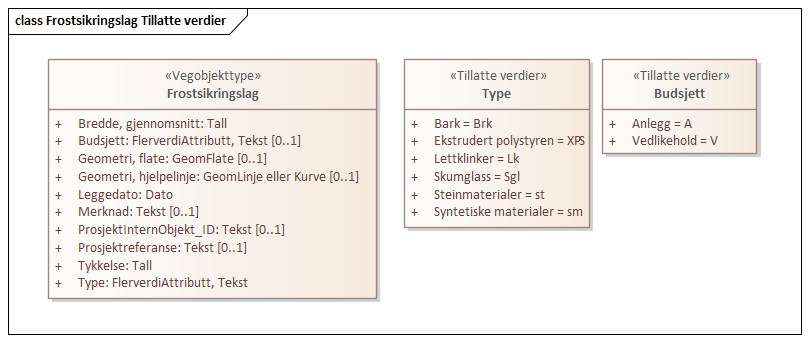 class Frostsikringslag Tillatte verdier
«Vegobjekttype»
Frostsikringslag
+ Bredde, gjennomsnitt: Tall
+ Budsjett: FlerverdiAttributt, Tekst [0..1]
+ Geometri, flate: GeomFlate [0..1]
+ Geometri, hjelpelinje: GeomLinje eller Kurve [0..1]
+ Leggedato: Dato
+ Merknad: Tekst [0..1]
+ ProsjektInternObjekt_ID: Tekst [0..1]
+ Prosjektreferanse: Tekst [0..1]
+ Tykkelse: Tall
+ Type: FlerverdiAttributt, Tekst
«Tillatte verdier»
Type
+ Bark = Brk
+ Ekstrudert polystyren = XPS
+ Lettklinker = Lk
+ Skumglass = Sgl
+ Steinmaterialer = st
+ Syntetiske materialer = sm
«Tillatte verdier»
Budsjett
+ Anlegg = A
+ Vedlikehold = V